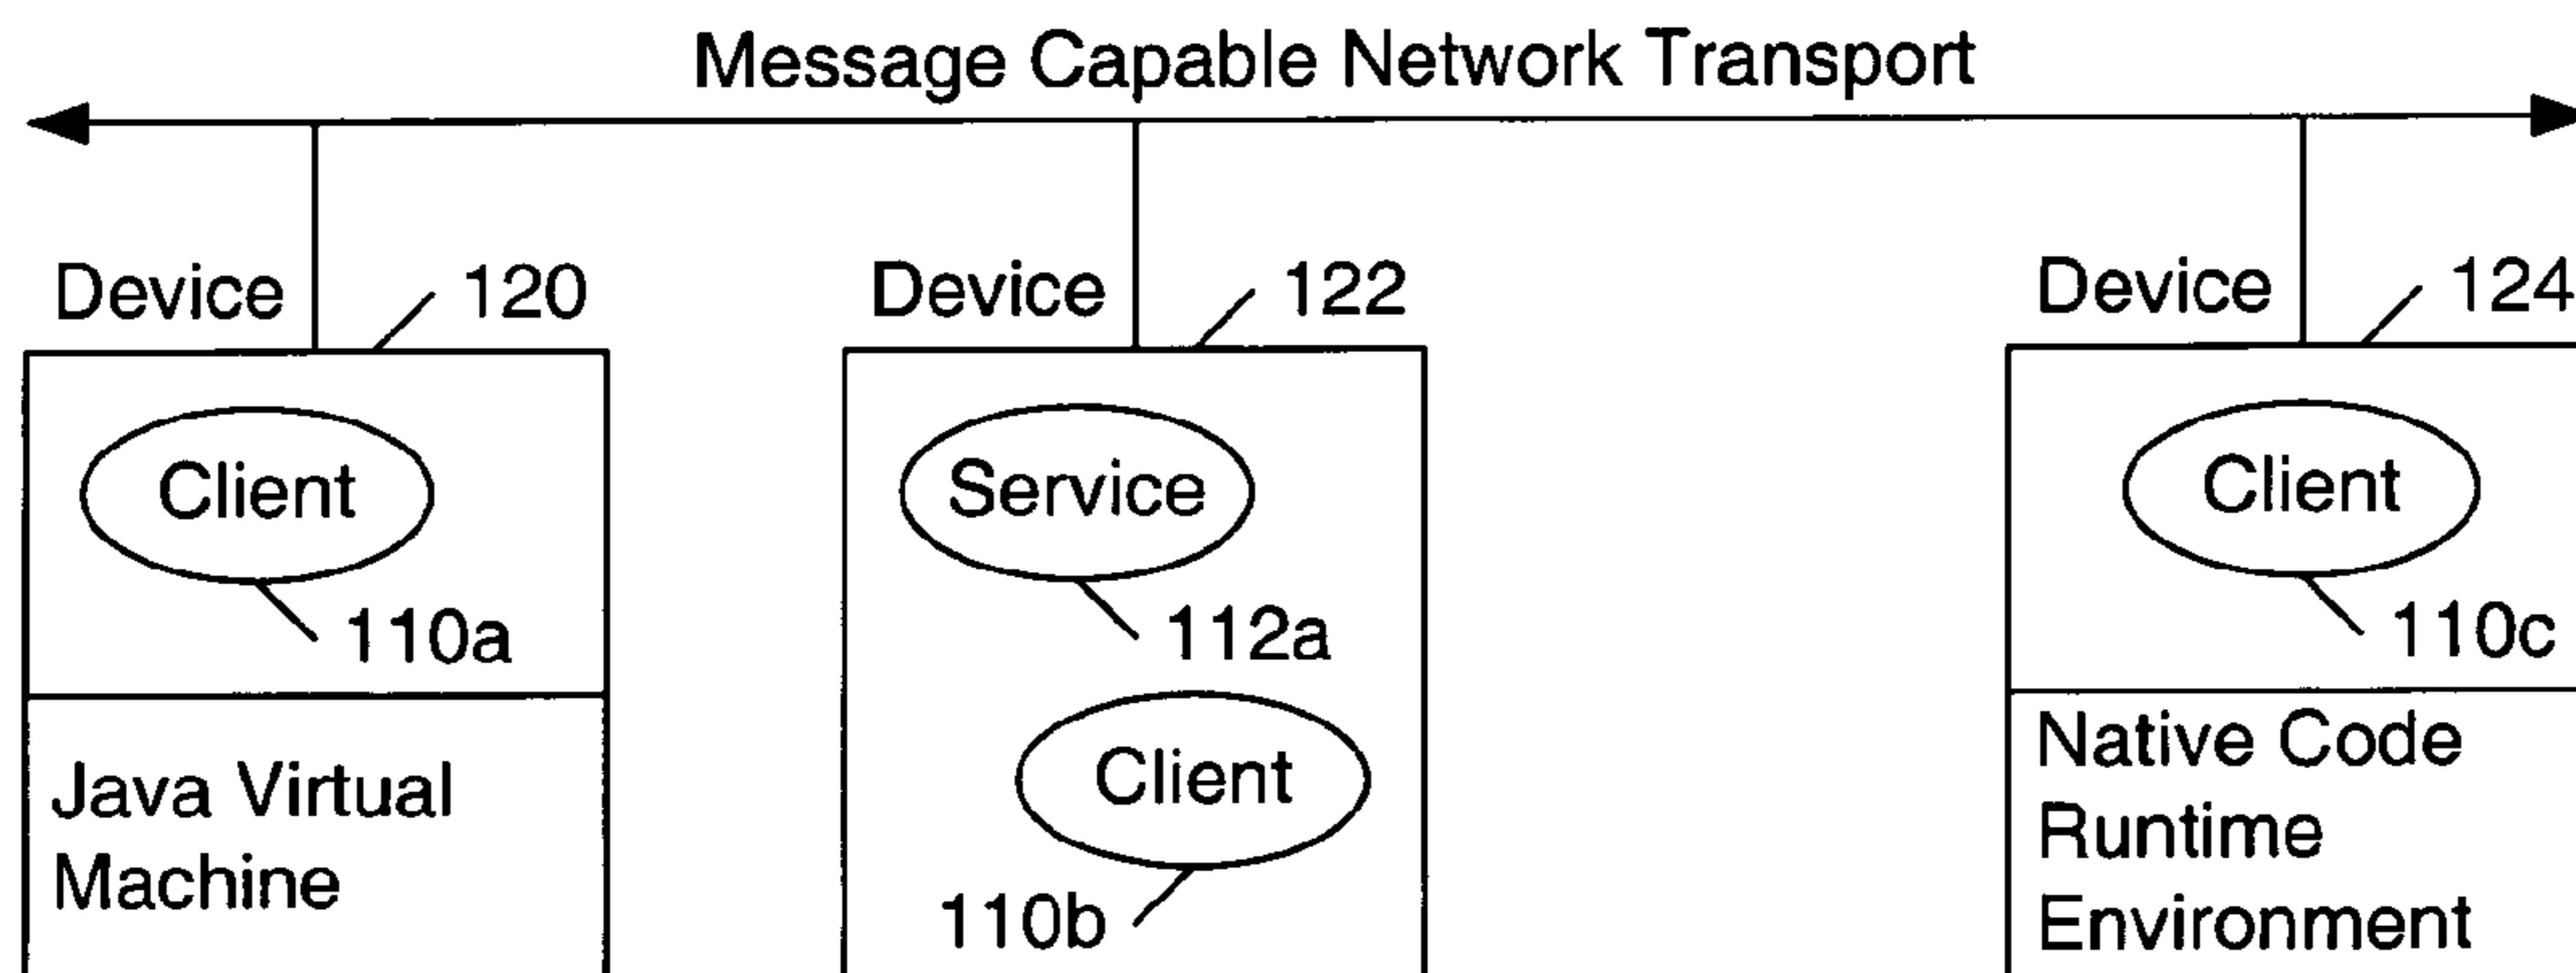 Message Capable Network Transport
Device 120
Device 122
Device 124
Client
Service
Client
110a
112a
110c
Client
110b
Java Virtual
Machine
Native Code
Runtime
Environment